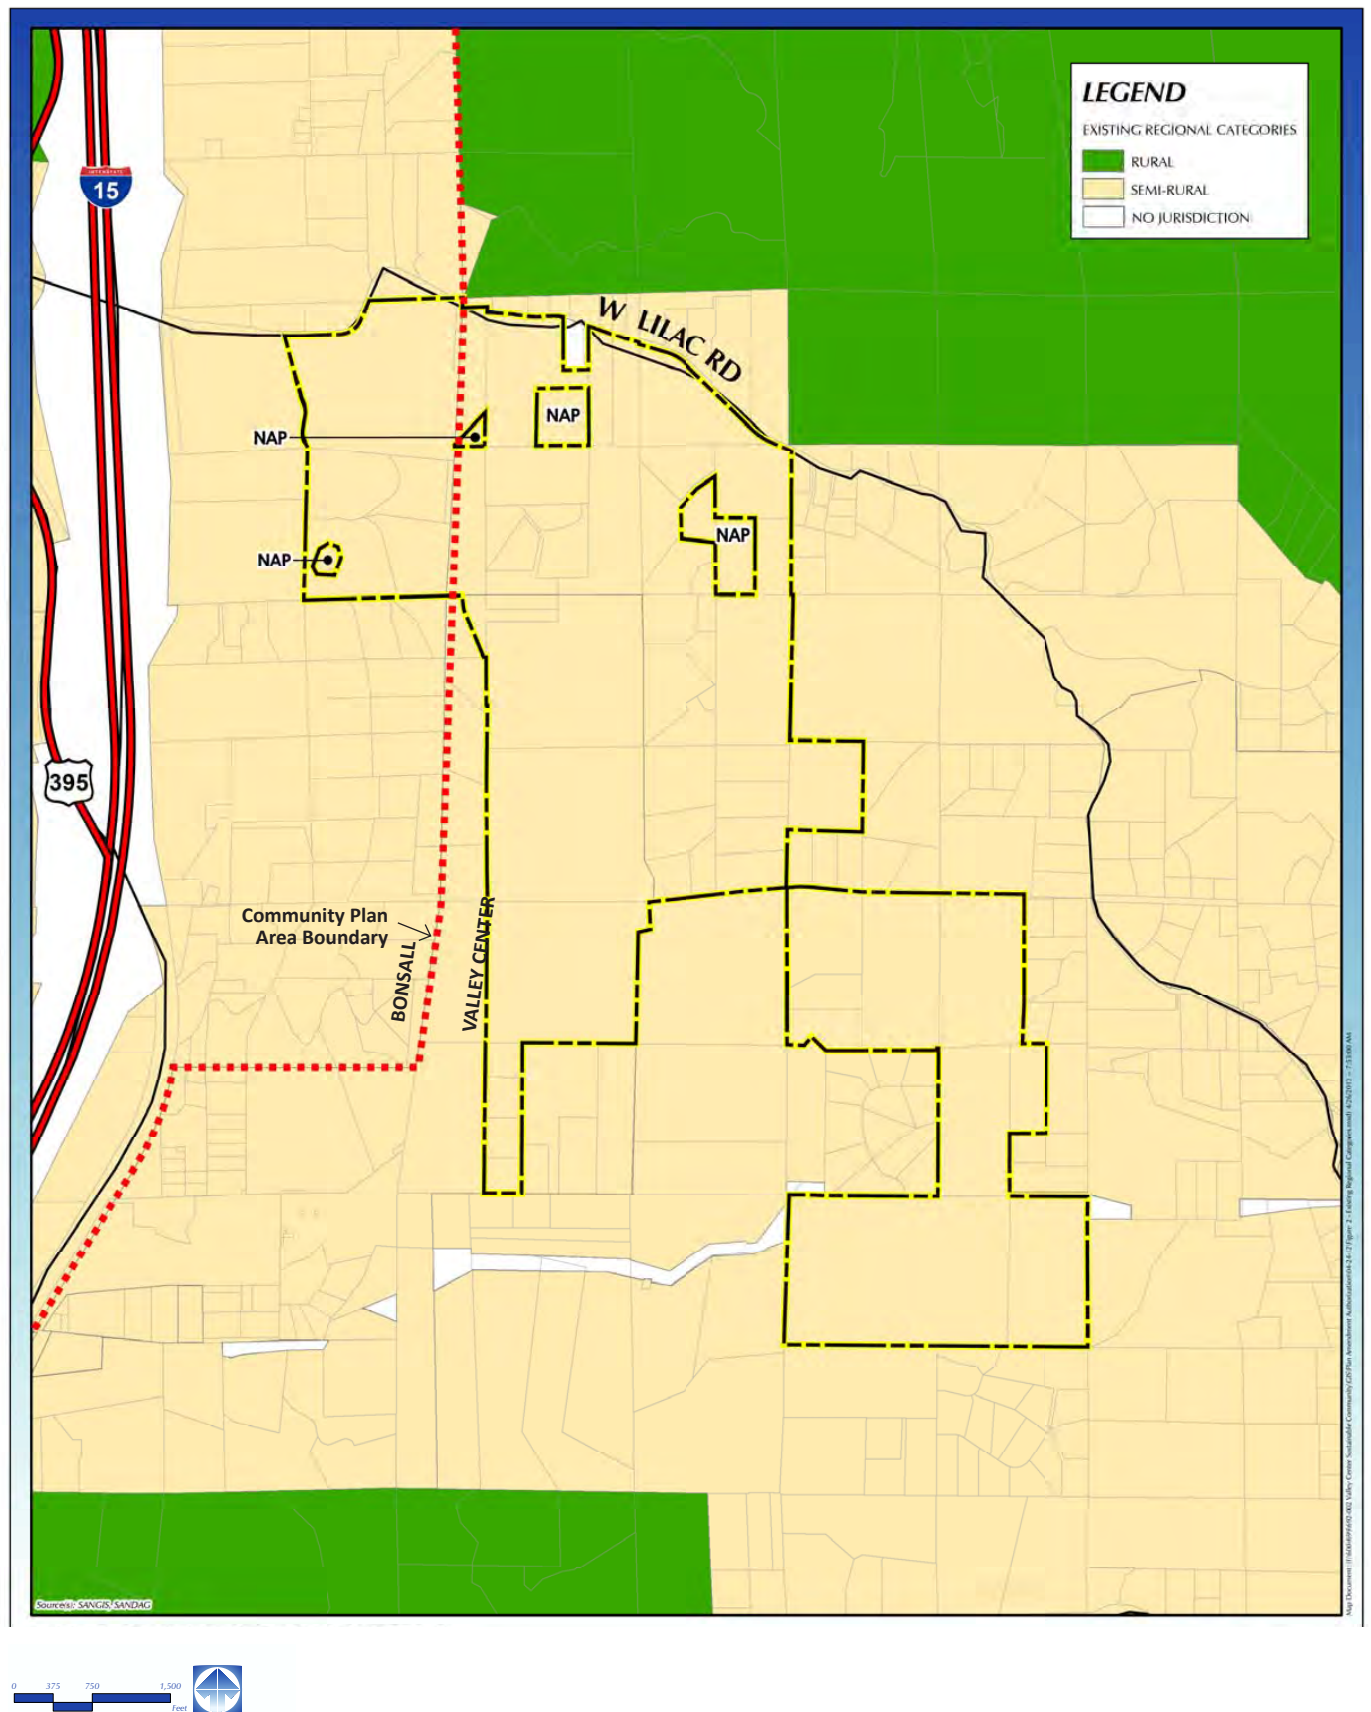 LEGEND
EXISTING REGIONAL CATEGORIES
RURAL
SEMI-RURAL
NO JURISDICTION
INTERSTATE
15
W LILAC RD
NAP
NAP
NAP
NAP
395
Community Plan
Area Boundary
BONSALL
VALLEY CENTER
Source(s): SANGIS, SANDAG
0 375 750 1,500
Feet